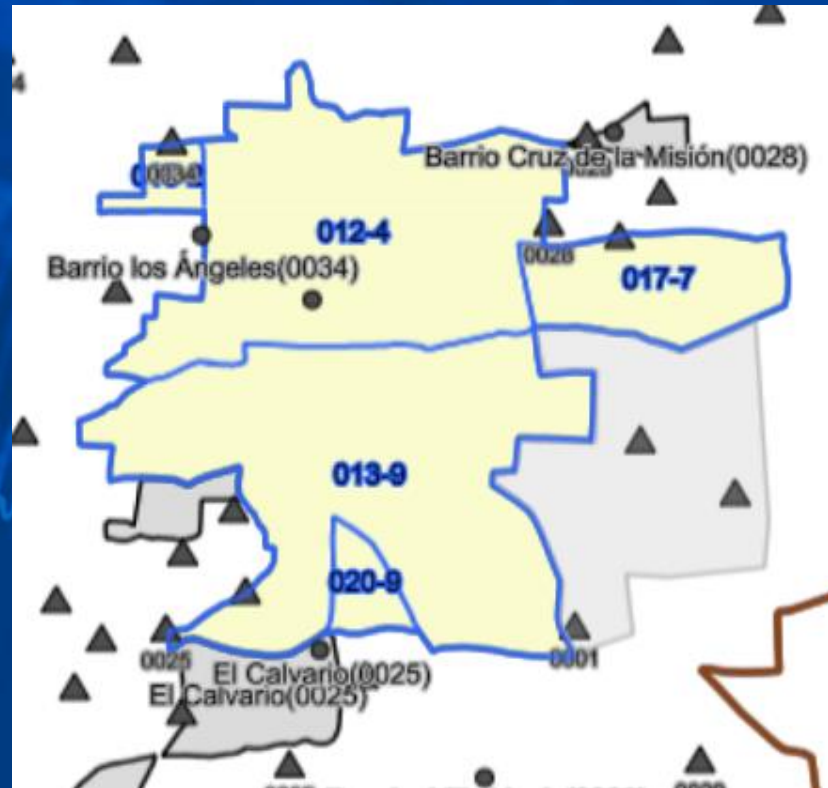 4
Barrio Cruz de la Misión(0028)
012-4
0028
Barrio los Ángeles(0034)
017-7
013-9
020-9
0025
El Calvario(0025)
El Calvario(0025)
0001